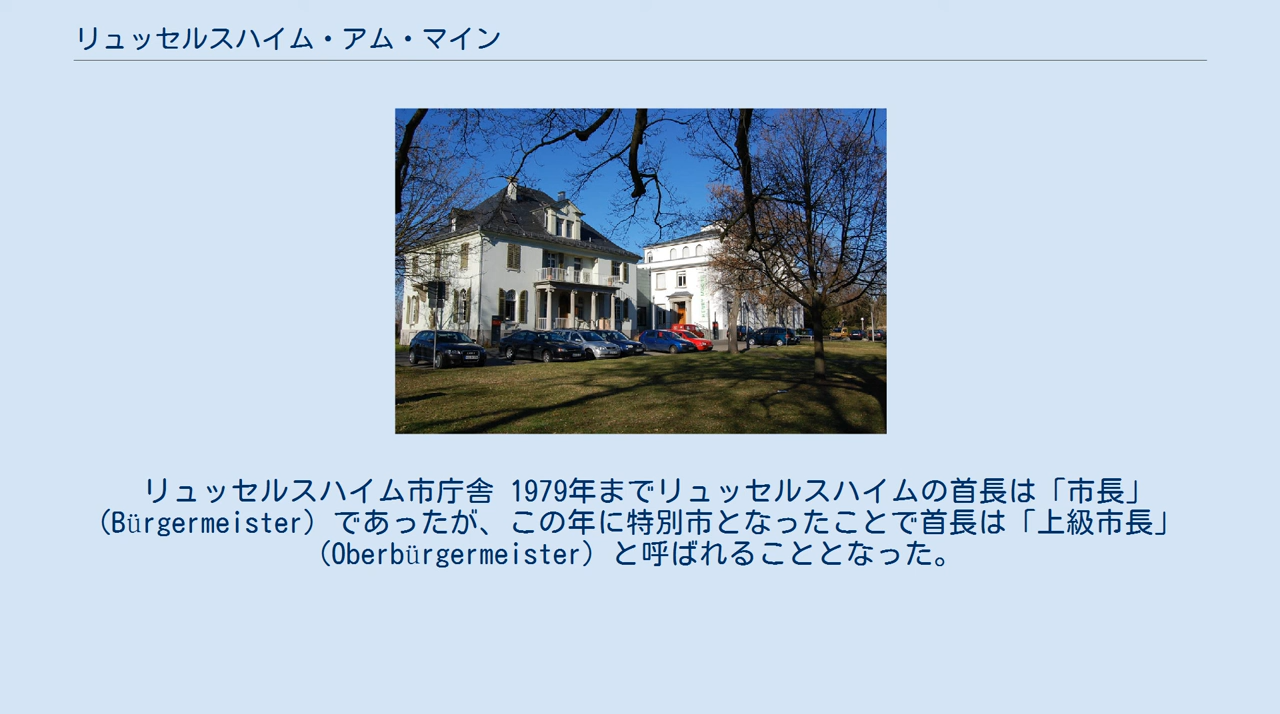 リュッセルスハイム・アム・マイン
リュッセルスハイム市庁舎 1979年までリュッセルスハイムの首長は「市長」
（Bürgermeister）であったが、この年に特別市となったことで首長は「上級市長」
（Oberbürgermeister）と呼ばれることとなった。